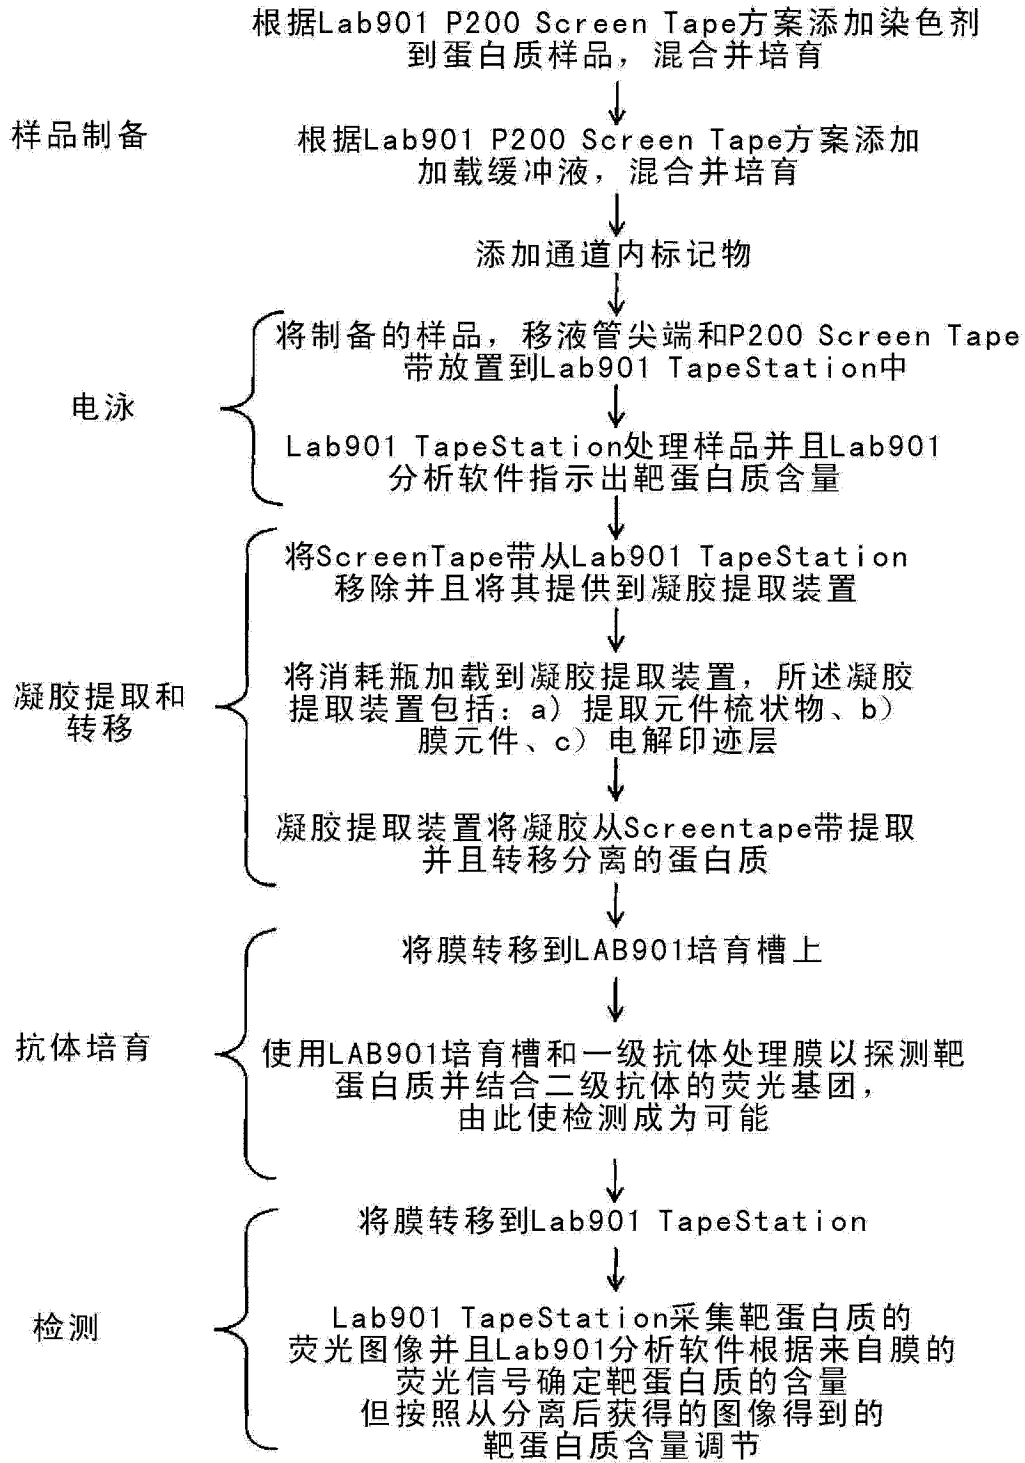 根据Lab901 P200 Screen Tape方案添加染色剂
到蛋白质样品，混合并培育
样品制备
根据Lab901 P200 Screen Tape方案添加
加载缓冲液，混合并培育
添加通道内标记物
将制备的样品，移液管尖端和P200 Screen Tape
带放置到Lab901 TapeStation中
电泳
Lab901 TapeStation处理样品并且Lab901
分析软件指示出靶蛋白质含量
将ScreenTape带从Lab901 TapeStation
移除并且将其提供到凝胶提取装置
凝胶提取和
转移
将消耗瓶加载到凝胶提取装置，所述凝胶
提取装置包括：a）提取元件梳状物、b）
膜元件、c）电解印迹层
凝胶提取装置将凝胶从Screentape带提取
并且转移分离的蛋白质
将膜转移到LAB901培育槽上
抗体培育
使用LAB901培育槽和一级抗体处理膜以探测靶
蛋白质并结合二级抗体的荧光基团，
由此使检测成为可能
将膜转移到Lab901 TapeStation
检测
Lab901 TapeStation采集靶蛋白质的
荧光图像并且Lab901分析软件根据来自膜的
荧光信号确定靶蛋白质的含量
但按照从分离后获得的图像得到的
靶蛋白质含量调节